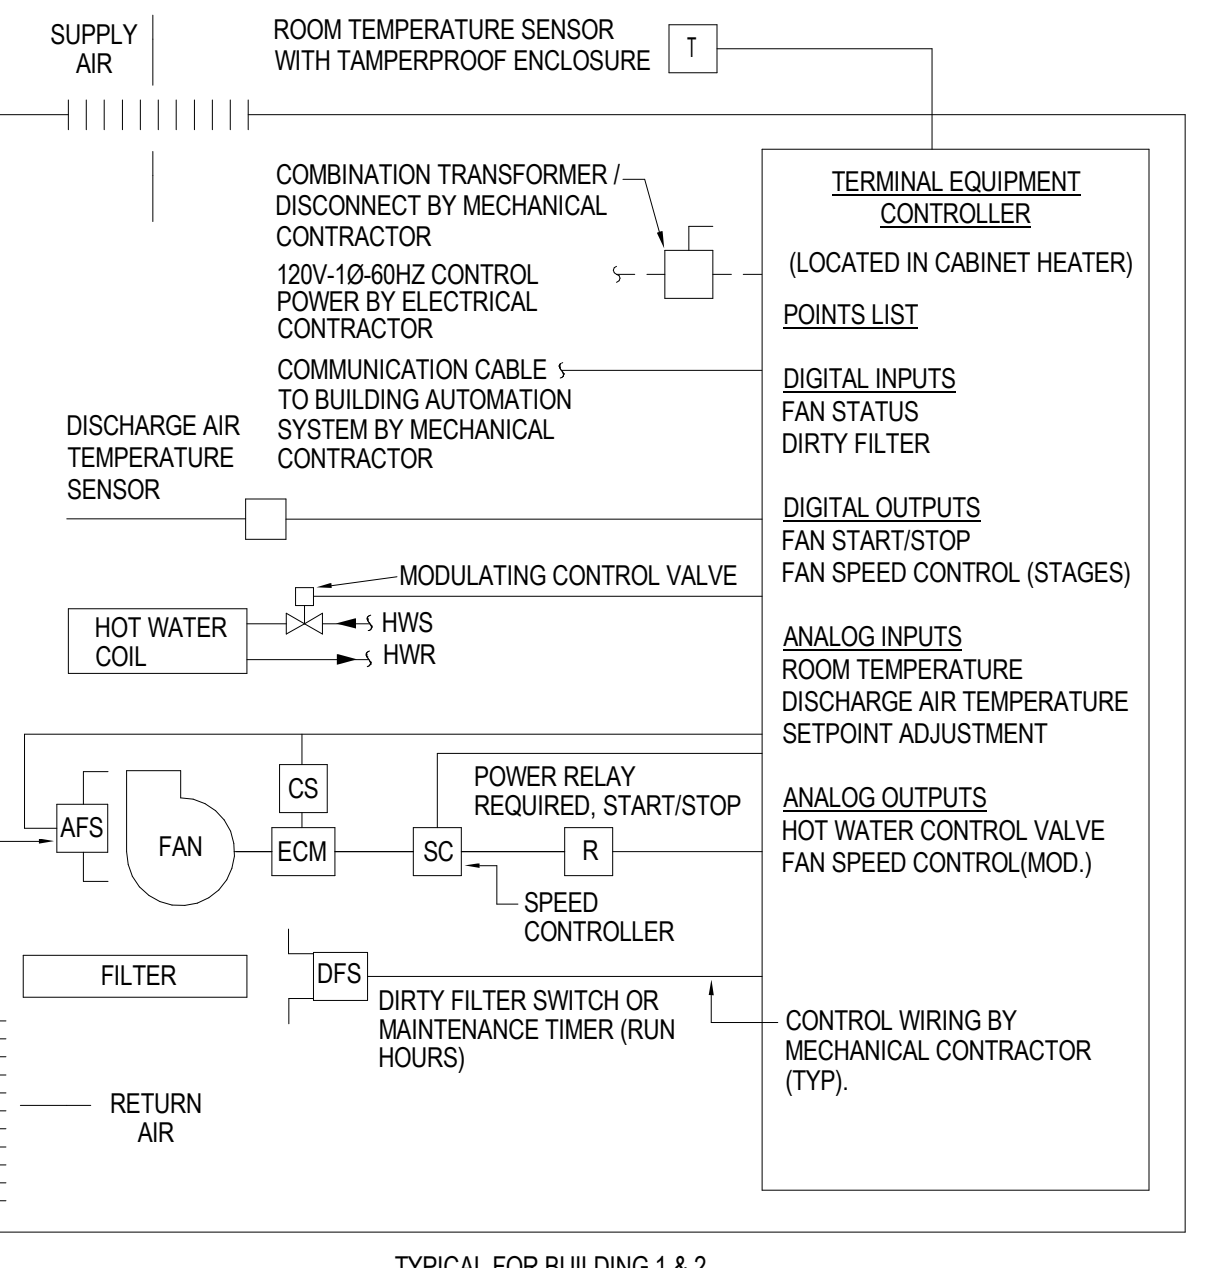 SUPPLY
AIR
ROOM TEMPERATURE SENSOR
WITH TAMPERPROOF ENCLOSURE
T
COMBINATION TRANSFORMER /
DISCONNECT BY MECHANICAL
CONTRACTOR
120V-1Ø-60HZ CONTROL
POWER BY ELECTRICAL
CONTRACTOR
COMMUNICATION CABLE
TO BUILDING AUTOMATION
SYSTEM BY MECHANICAL
CONTRACTOR
DISCHARGE AIR
TEMPERATURE
SENSOR
MODULATING CONTROL VALVE
HOT WATER
COIL
HWS
HWR
CS
AFS
FAN
ECM
SC
R
POWER RELAY
REQUIRED, START/STOP
SPEED
CONTROLLER
FILTER
DFS
DIRTY FILTER SWITCH OR
MAINTENANCE TIMER (RUN
HOURS)
RETURN
AIR
TERMINAL EQUIPMENT
CONTROLLER
(LOCATED IN CABINET HEATER)
POINTS LIST
DIGITAL INPUTS
FAN STATUS
DIRTY FILTER
DIGITAL OUTPUTS
FAN START/STOP
FAN SPEED CONTROL (STAGES)
ANALOG INPUTS
ROOM TEMPERATURE
DISCHARGE AIR TEMPERATURE
SETPOINT ADJUSTMENT
ANALOG OUTPUTS
HOT WATER CONTROL VALVE
FAN SPEED CONTROL(MOD.)
CONTROL WIRING BY
MECHANICAL CONTRACTOR
(TYP).
TYPICAL FOR BUILDING 1 & 2